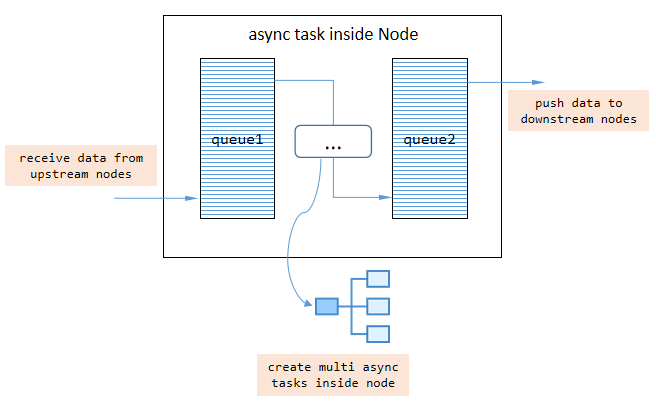 async task inside Node
queue1
queue2
...
push data to
downstream nodes
receive data from
upstream nodes
create multi async
tasks inside node